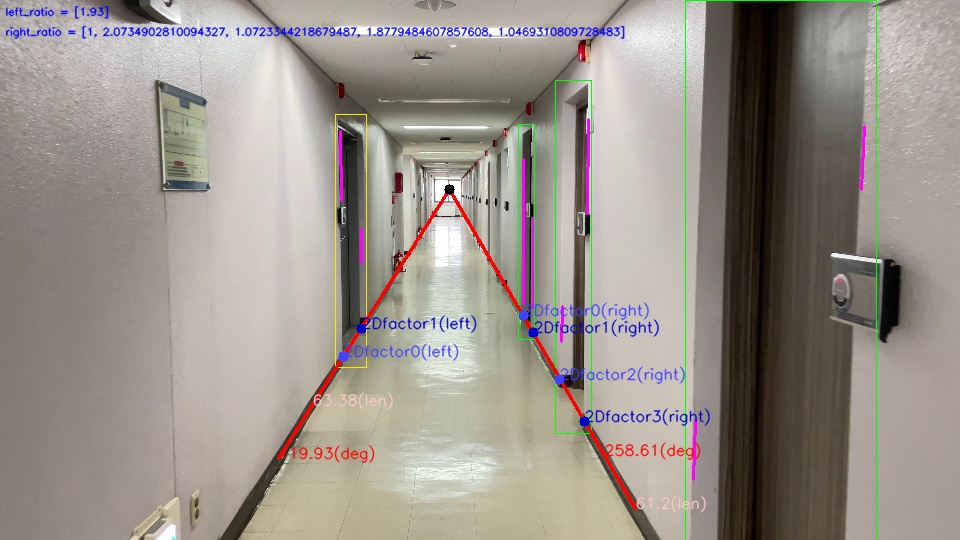 left_ratio = [1.93]
right_ratio = [1, 2.0734902810094327, 1.0723344218679487, 1.8779484607857608, 1.0469310809728483]
2Dfactor0(right)
2Dfactor1(left)
2Dfactor1(right)
2Dfactor0(left)
2Dfactor2(right)
63.38(len)
2Dfactor3(right)
19.93(deg)
258.61(deg)
61.2(len)